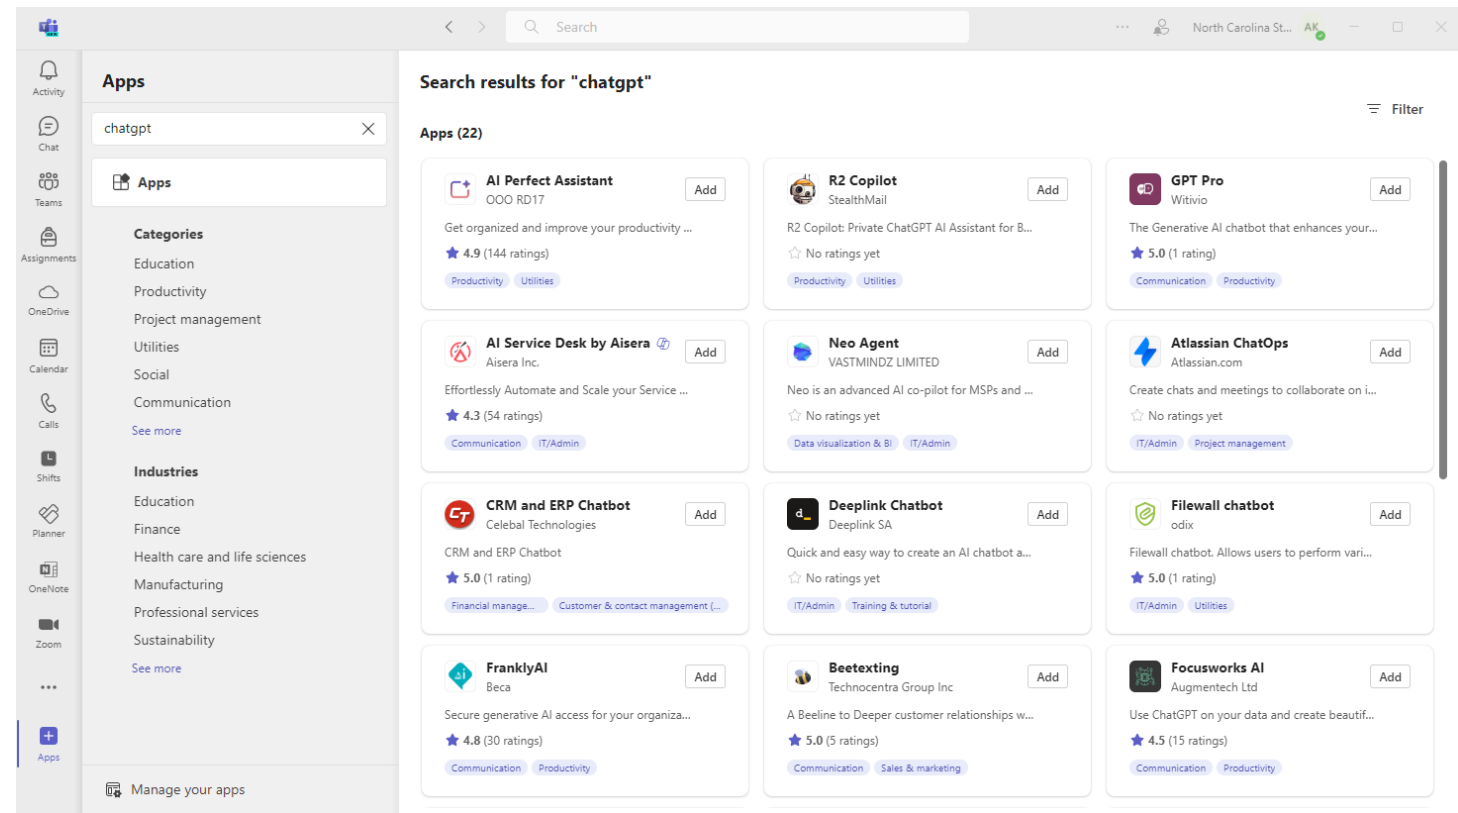 Search
North Carolina St...
AK
Activity
Chat
Teams
Assignments
OneDrive
Calendar
Calls
Shifts
Planner
OneNote
Zoom
Apps
Apps
chatgpt
Apps
Categories
Education
Productivity
Project management
Utilities
Social
Communication
See more
Industries
Education
Finance
Health care and life sciences
Manufacturing
Professional services
Sustainability
See more
Manage your apps
Search results for "chatgpt"
Filter
Apps (22)
AI Perfect Assistant
OOO RD17
Add
Get organized and improve your productivity ...
4.9 (144 ratings)
Productivity Utilities
R2 Copilot
StealthMail
Add
R2 Copilot: Private ChatGPT AI Assistant for B...
No ratings yet
Productivity Utilities
GPT Pro
Witivio
Add
The Generative AI chatbot that enhances your...
5.0 (1 rating)
Communication Productivity
AI Service Desk by Aisera
Aisera Inc.
Add
Effortlessly Automate and Scale your Service ...
4.3 (54 ratings)
Communication IT/Admin
Neo Agent
VASTMINDZ LIMITED
Add
Neo is an advanced AI co-pilot for MSPs and ...
No ratings yet
Data visualization & BI IT/Admin
Atlassian ChatOps
Atlassian.com
Add
Create chats and meetings to collaborate on i...
No ratings yet
IT/Admin Project management
CT
CRM and ERP Chatbot
Celebal Technologies
Add
CRM and ERP Chatbot
5.0 (1 rating)
Financial manage... Customer & contact management (...
d_
Deeplink Chatbot
Deeplink SA
Add
Quick and easy way to create an AI chatbot a...
No ratings yet
IT/Admin Training & tutorial
Filewall chatbot
odix
Add
Filewall chatbot. Allows users to perform vari...
5.0 (1 rating)
IT/Admin Utilities
ai
FranklyAI
Beca
Add
Secure generative AI access for your organiza...
4.8 (30 ratings)
Communication Productivity
Beetexting
Technocentra Group Inc
Add
A Beeline to Deeper customer relationships w...
5.0 (5 ratings)
Communication Sales & marketing
Focusworks AI
Augmentech Ltd
Add
Use ChatGPT on your data and create beautif...
4.5 (15 ratings)
Communication Productivity